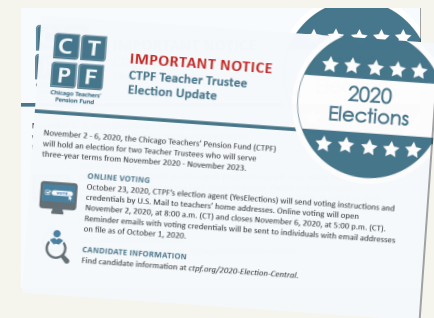 C T
P F
Chicago Teachers'
Pension Fund
IMPORTANT NOTICE
CTPF Teacher Trustee
Election Update
2020
Elections
November 2 - 6, 2020, the Chicago Teachers' Pension Fund (CTPF)
will hold an election for two Teacher Trustees who will serve
three-year terms from November 2020 - November 2023.
ONLINE VOTING
October 23, 2020, CTPF's election agent (YesElections) will send voting instructions and
credentials by U.S. Mail to teachers' home addresses. Online voting will open
November 2, 2020, at 8:00 a.m. (CT) and closes November 6, 2020, at 5:00 p.m. (CT).
Reminder emails with voting credentials will be sent to individuals with email addresses
on file as of October 1, 2020.
CANDIDATE INFORMATION
Find candidate information at ctpf.org/2020-Election-Central.